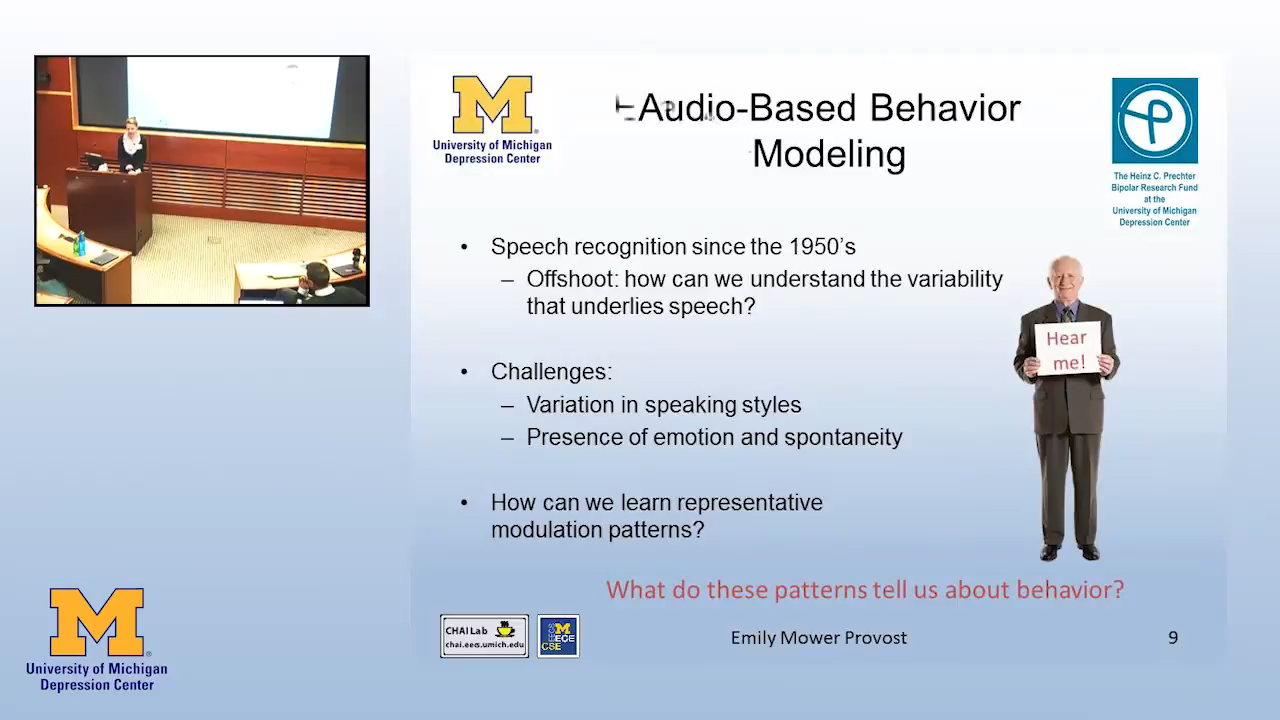 University of Michigan
Depression Center
Audio-Based Behavior
Modeling
The Heinz C. Prechter
Bipolar Research Fund
at the
University of Michigan
Depression Center
• Speech recognition since the 1950's
– Offshoot: how can we understand the variability
that underlies speech?
• Challenges:
– Variation in speaking styles
– Presence of emotion and spontaneity
• How can we learn representative
modulation patterns?
Hear
me!
What do these patterns tell us about behavior?
CHAI Lab
chai.eecs.umich.edu
EECS
M
ECE
CSE
Emily Mower Provost
9
M
University of Michigan
Depression Center